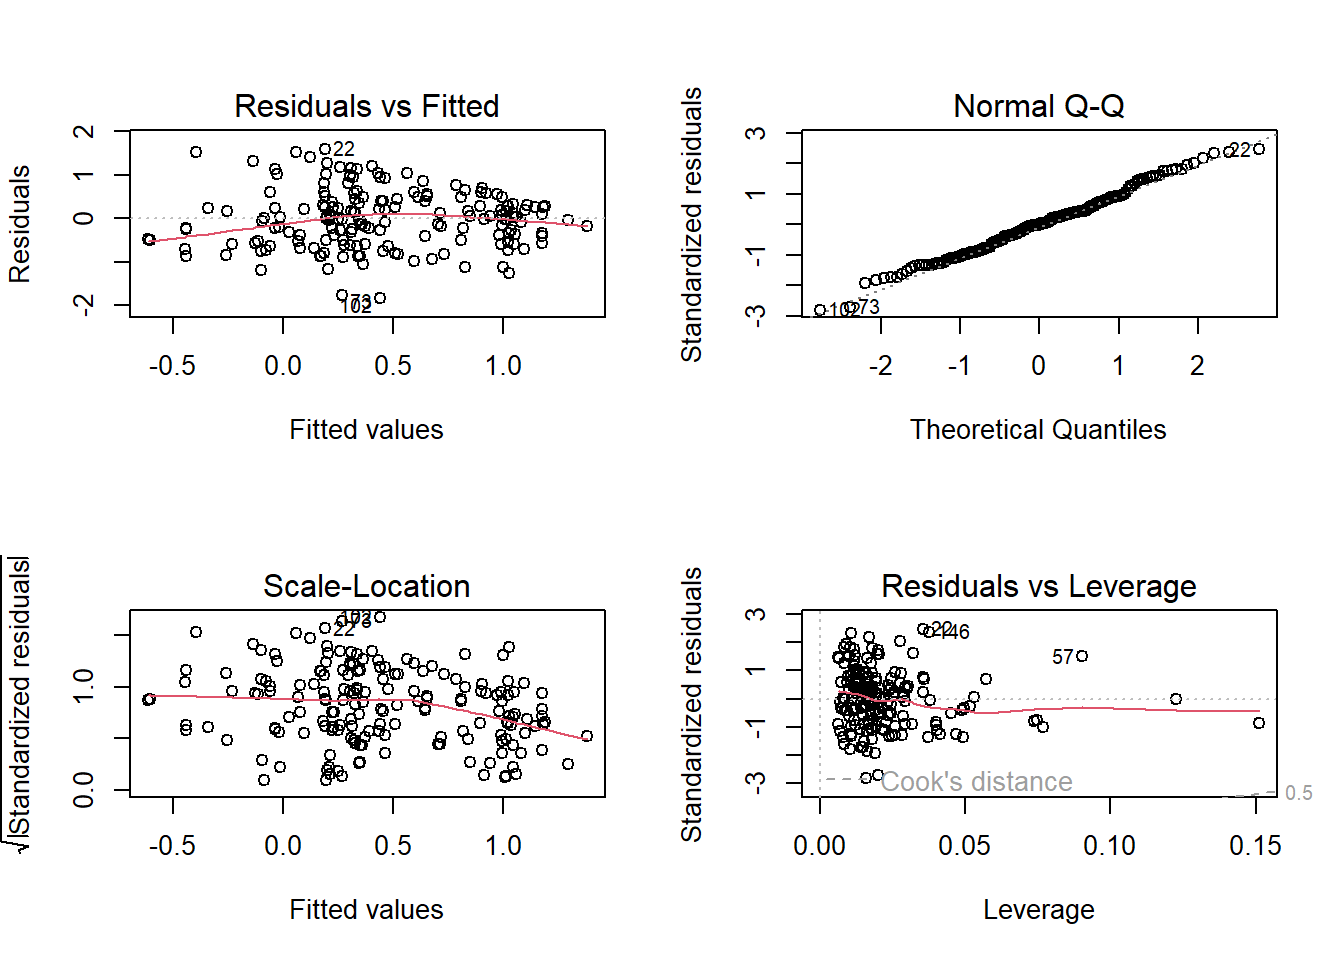 Residuals vs Fitted
Residuals
2
1
0
-2
22
73
102
-0.5 0.0 0.5 1.0
Fitted values
Normal Q-Q
Standardized residuals
3
1
-1
-3
22
102 73
-2 -1 0 1 2
Theoretical Quantiles
Scale-Location
√|Standardized residuals|
1.0
0.0
102
73
22
-0.5 0.0 0.5 1.0
Fitted values
Residuals vs Leverage
Standardized residuals
3
1
-1
-3
22
146
57
Cook's distance
0.5
0.00 0.05 0.10 0.15
Leverage